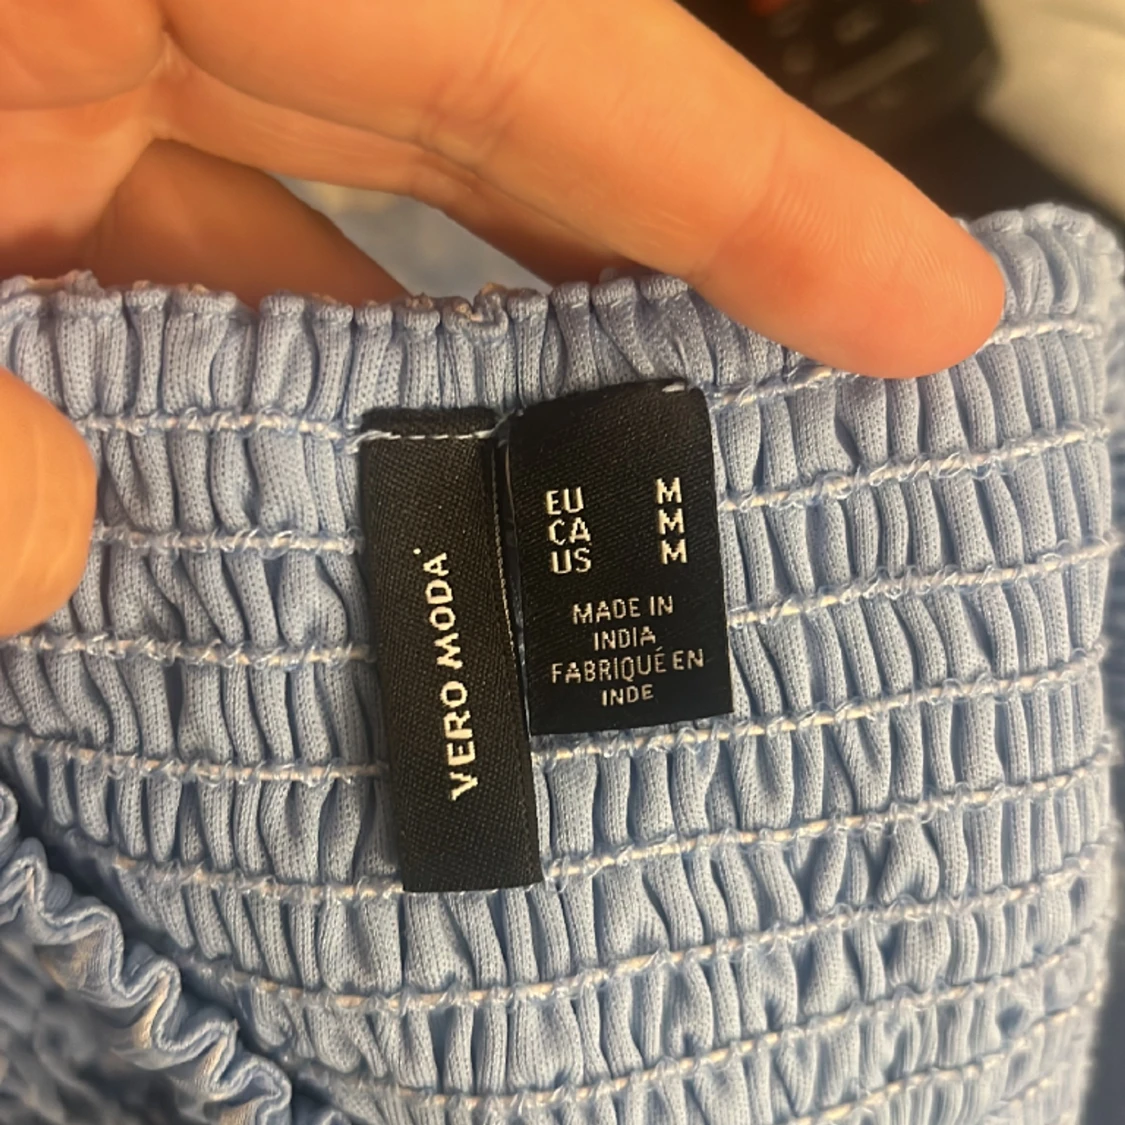 VERO MODA
EU M
CA M
US M
MADE IN
INDIA
FABRIQUÉ EN
INDE